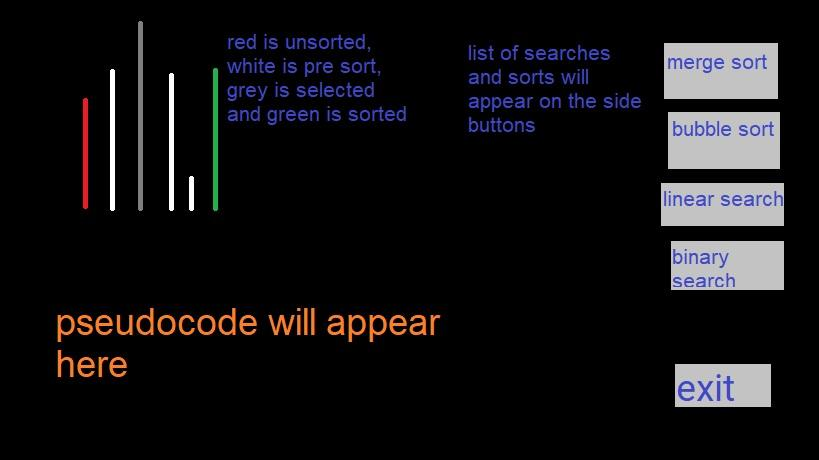 red is unsorted,
white is pre sort,
grey is selected
and green is sorted
list of searches
and sorts will
appear on the side
buttons
merge sort
bubble sort
linear search
binary
search
pseudocode will appear
here
exit